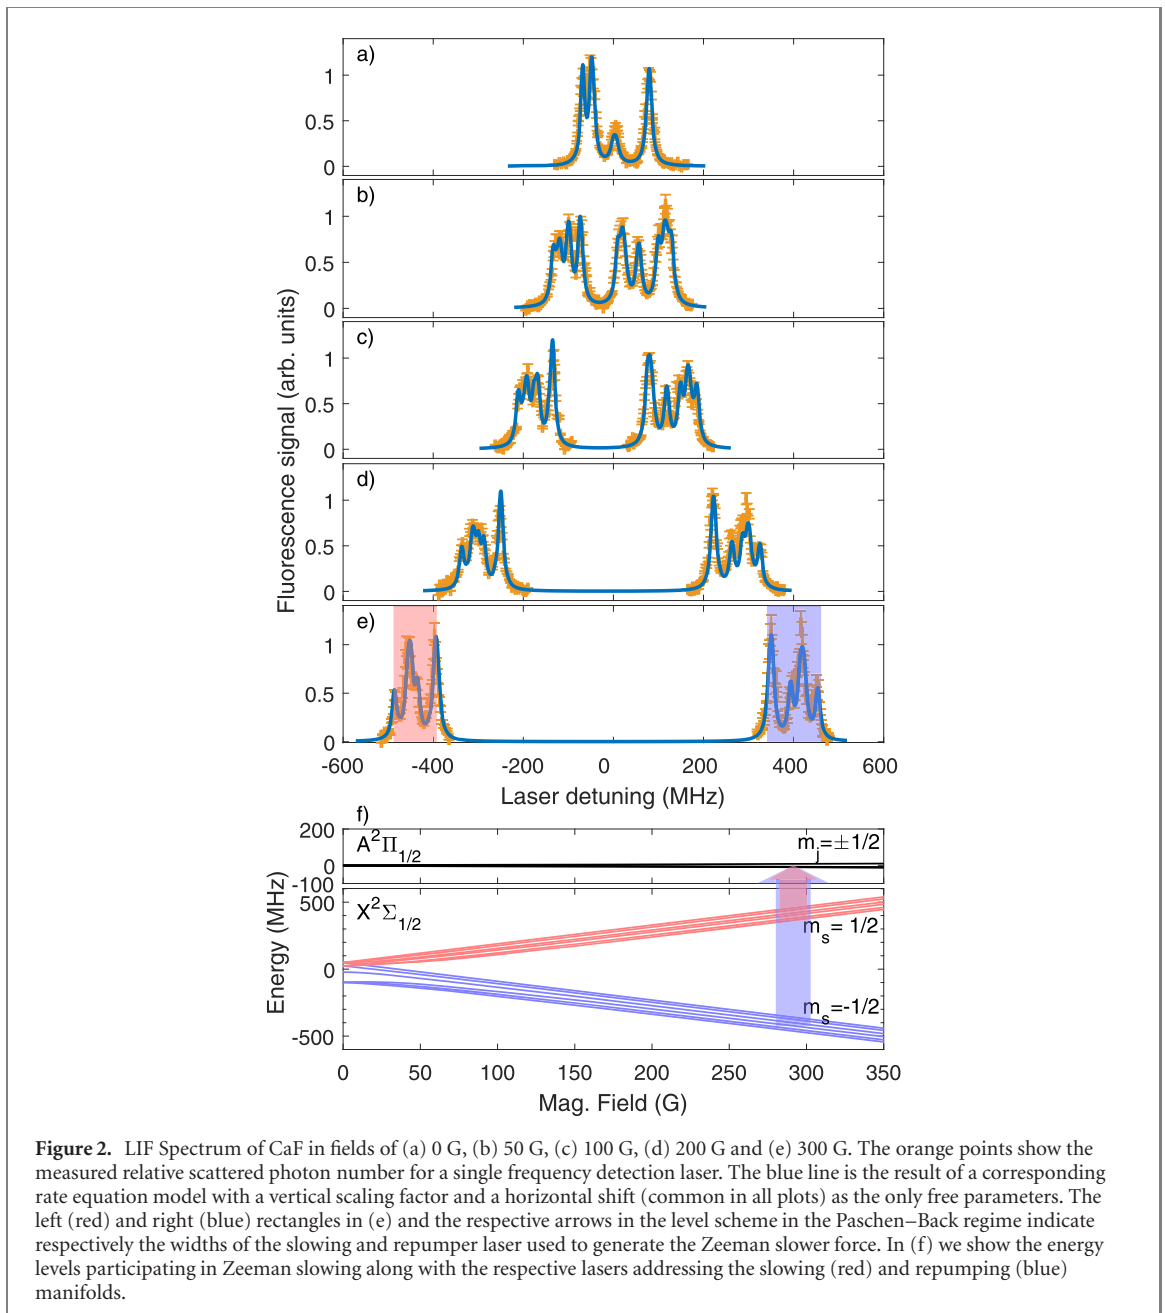 a)
1
0.5
0
b)
1
0.5
0
c)
1
0.5
0
d)
1
0.5
0
e)
1
0.5
0
Fluorescence signal (arb. units)
-600 -400 -200 0 200 400 600
Laser detuning (MHz)
f)
200
0
-100
A²Π₁/₂
mⱼ=±1/2
500
0
-500
X²Σ₁/₂
mₛ= 1/2
mₛ=-1/2
Energy (MHz)
0 50 100 150 200 250 300 350
Mag. Field (G)
Figure 2. LIF Spectrum of CaF in fields of (a) 0 G, (b) 50 G, (c) 100 G, (d) 200 G and (e) 300 G. The orange points show the
measured relative scattered photon number for a single frequency detection laser. The blue line is the result of a corresponding
rate equation model with a vertical scaling factor and a horizontal shift (common in all plots) as the only free parameters. The
left (red) and right (blue) rectangles in (e) and the respective arrows in the level scheme in the Paschen–Back regime indicate
respectively the widths of the slowing and repumper laser used to generate the Zeeman slower force. In (f) we show the energy
levels participating in Zeeman slowing along with the respective lasers addressing the slowing (red) and repumping (blue)
manifolds.